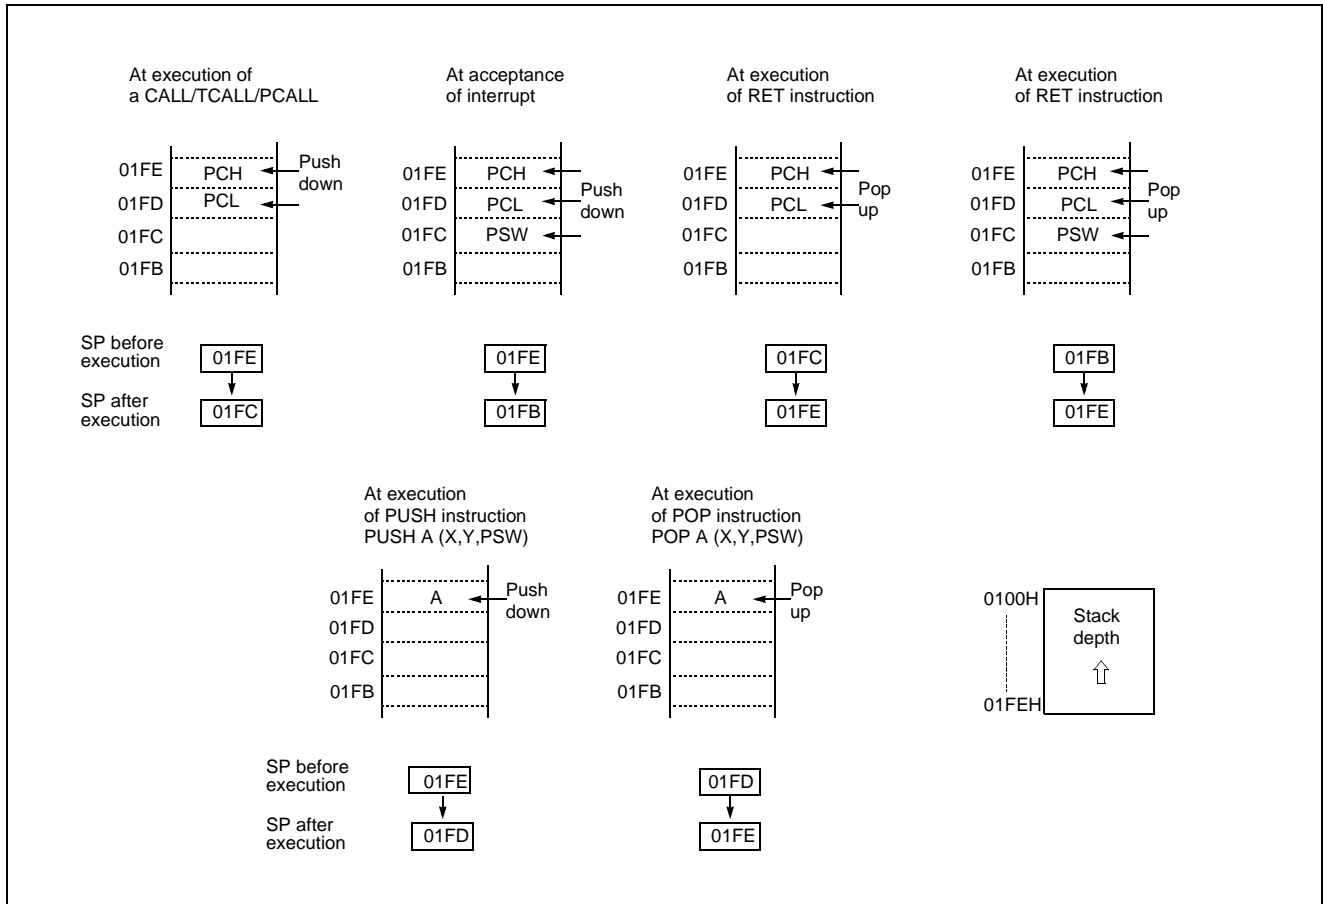 At execution of
a CALL/TCALL/PCALL
01FE
PCH
Push
down
01FD
PCL
01FC
01FB
SP before
execution
01FE
SP after
execution
01FC
At acceptance
of interrupt
01FE
PCH
01FD
PCL
Push
down
01FC
PSW
01FB
01FE
01FB
At execution
of RET instruction
01FE
PCH
01FD
PCL
Pop
up
01FC
01FB
01FC
01FE
At execution
of RET instruction
01FE
PCH
01FD
PCL
Pop
up
01FC
PSW
01FB
01FB
01FE
At execution
of PUSH instruction
PUSH A (X,Y,PSW)
01FE
A
Push
down
01FD
01FC
01FB
SP before
execution
01FE
SP after
execution
01FD
At execution
of POP instruction
POP A (X,Y,PSW)
01FE
A
Pop
up
01FD
01FC
01FB
01FD
01FE
0100H
Stack
depth
01FEH